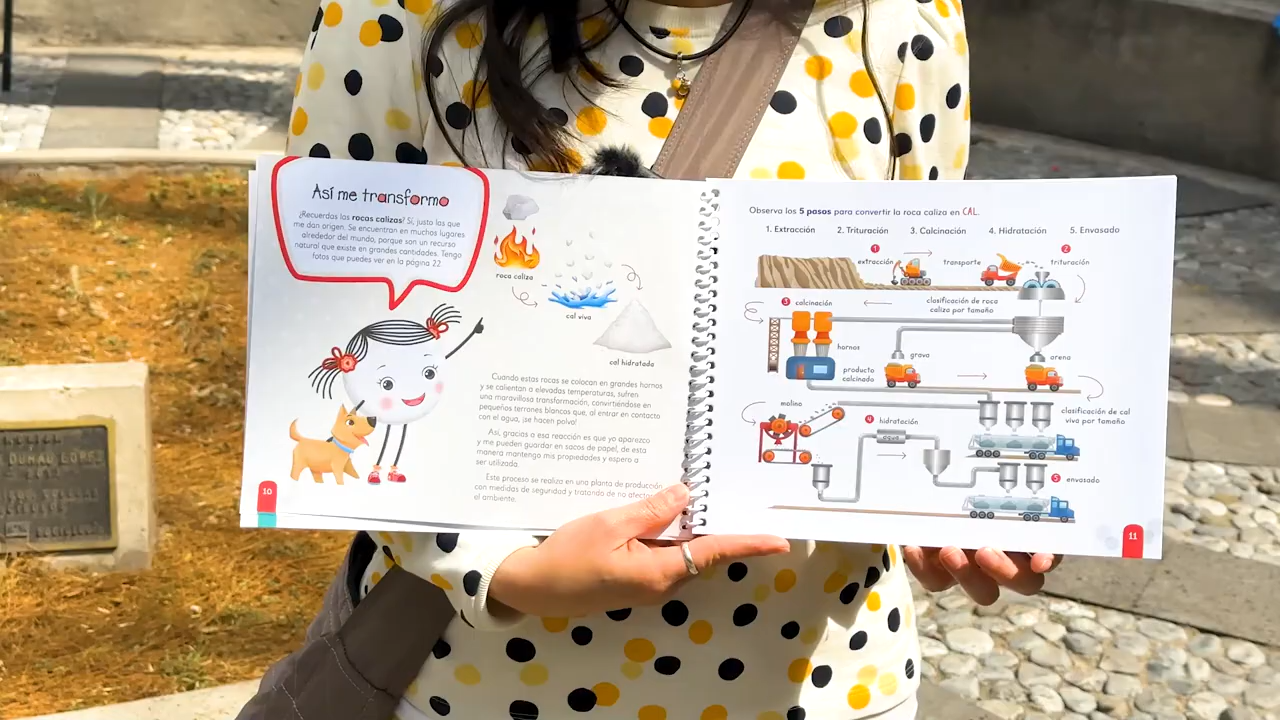 Así me transformo
¿Recuerdas las rocas calizas? Sí, justo las que
me dan origen. Se encuentran en muchos lugares
alrededor del mundo, porque son un recurso
natural que existe en grandes cantidades. Tengo
fotos que puedes ver en la página 22.
roca caliza
cal viva
cal hidratada
Cuando estas rocas se colocan en grandes hornos
y se calientan a elevadas temperaturas, sufren
una maravillosa transformación, convirtiéndose en
pequeños terrones blancos que, al entrar en contacto
con el agua, ¡se hacen polvo!
Así, gracias a esa reacción es que yo aparezco
y me pueden guardar en sacos de papel, de esta
manera mantengo mis propiedades y espero a
ser utilizada.
Este proceso se realiza en una planta de producción
con medidas de seguridad y tratando de no afectar
el ambiente.
10
Observa los 5 pasos para convertir la roca caliza en CAL.
1. Extracción 2. Trituración 3. Calcinación 4. Hidratación 5. Envasado
1 extracción
transporte
2 trituración
3 calcinación
clasificación de roca
caliza por tamaño
hornos
grava
arena
producto
calcinado
molino
4 hidratación
agua
clasificación de cal
viva por tamaño
5 envasado
11